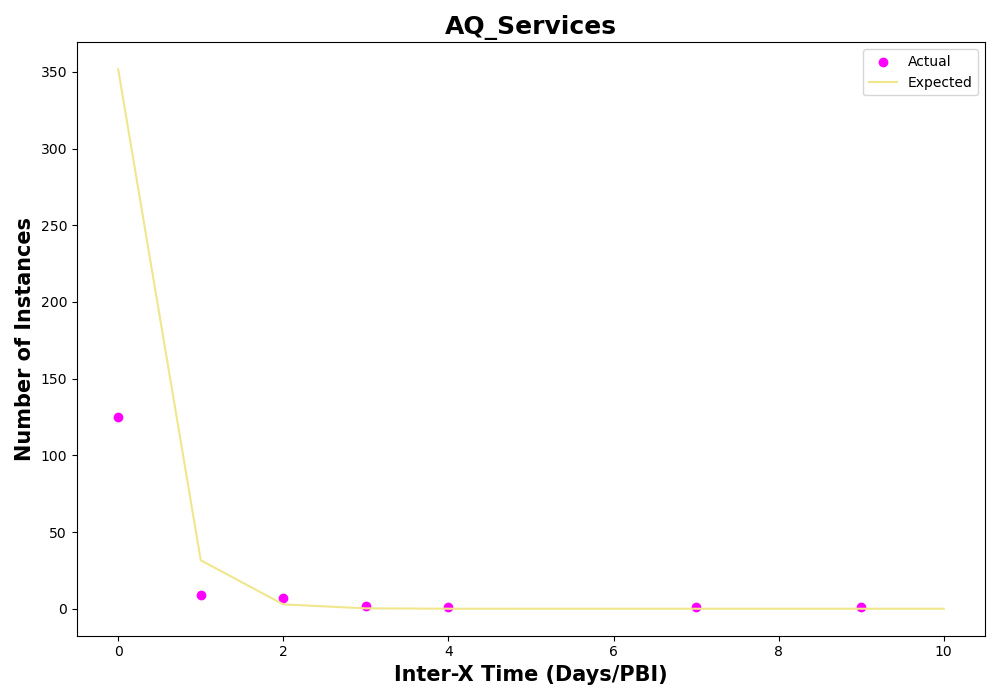 AQ_Services
Actual
Expected
350
300
250
200
150
100
50
0
Number of Instances
0 2 4 6 8 10
Inter-X Time (Days/PBI)